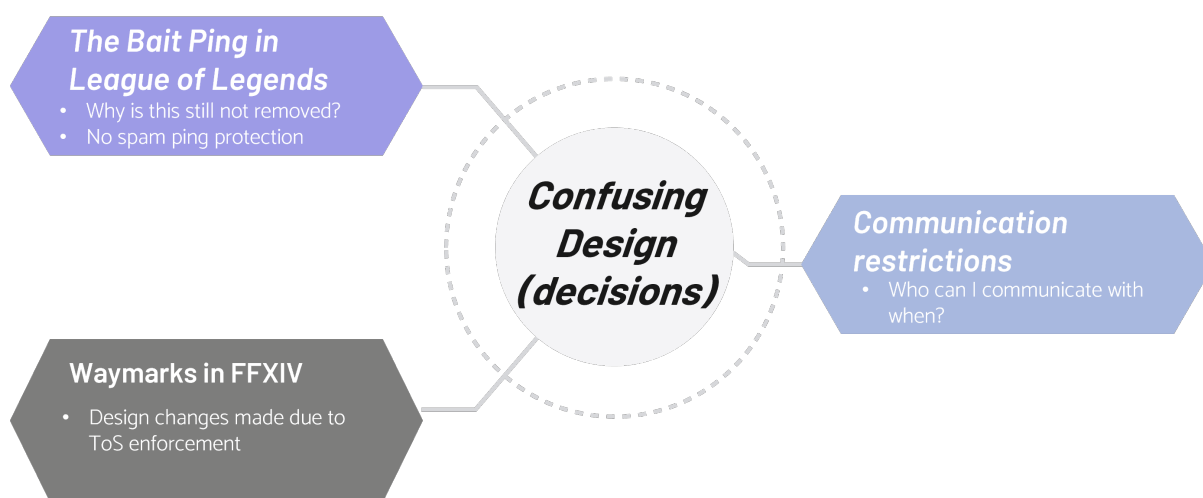 The Bait Ping in
League of Legends
• Why is this still not removed?
• No spam ping protection
Confusing
Design
(decisions)
Communication
restrictions
• Who can I communicate with
when?
Waymarks in FFXIV
• Design changes made due to
ToS enforcement